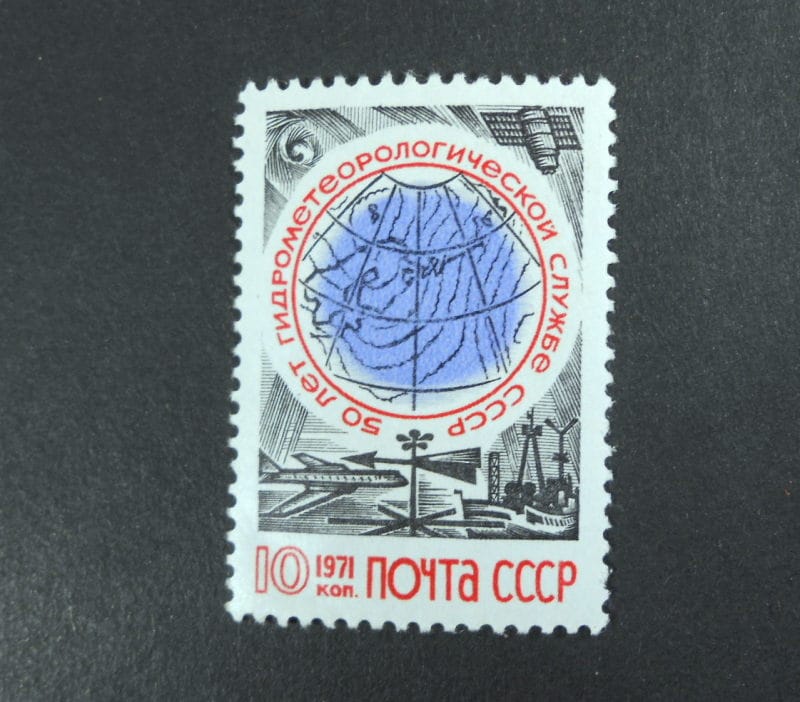 50 ЛЕТ ГИДРОМЕТЕОРОЛОГИЧЕСКОЙ СЛУЖБЕ СССР
10 1971 ПОЧТА СССР
КОП.